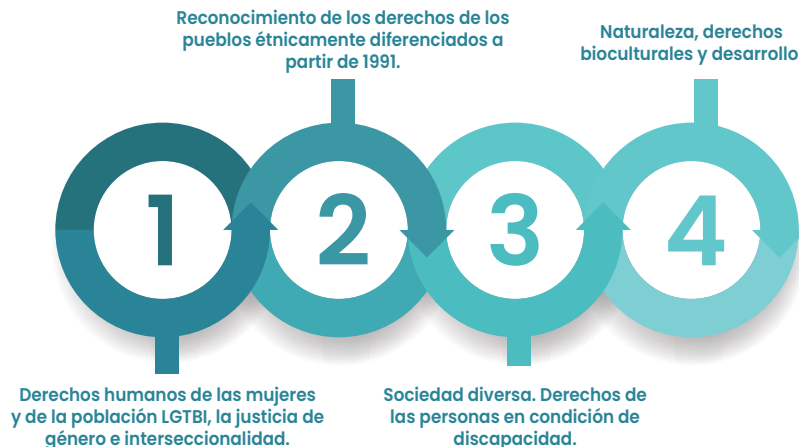 Reconocimiento de los derechos de los
pueblos étnicamente diferenciados a
partir de 1991.
Naturaleza, derechos
bioculturales y desarrollo
1
2
3
4
Derechos humanos de las mujeres
y de la población LGTBI, la justicia de
género e interseccionalidad.
Sociedad diversa. Derechos de
las personas en condición de
discapacidad.